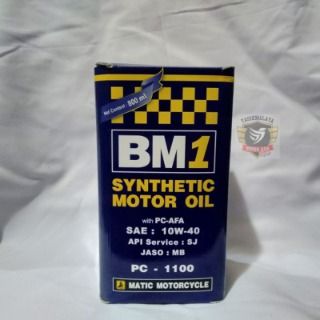 Net Content : 800 ml
TASIKMALAYA
BM1
SYNTHETIC
MOTOR OIL
with PC-AFA
SAE : 10W-40
API Service : SJ
JASO : MB
PC - 1100
MATIC MOTORCYCLE